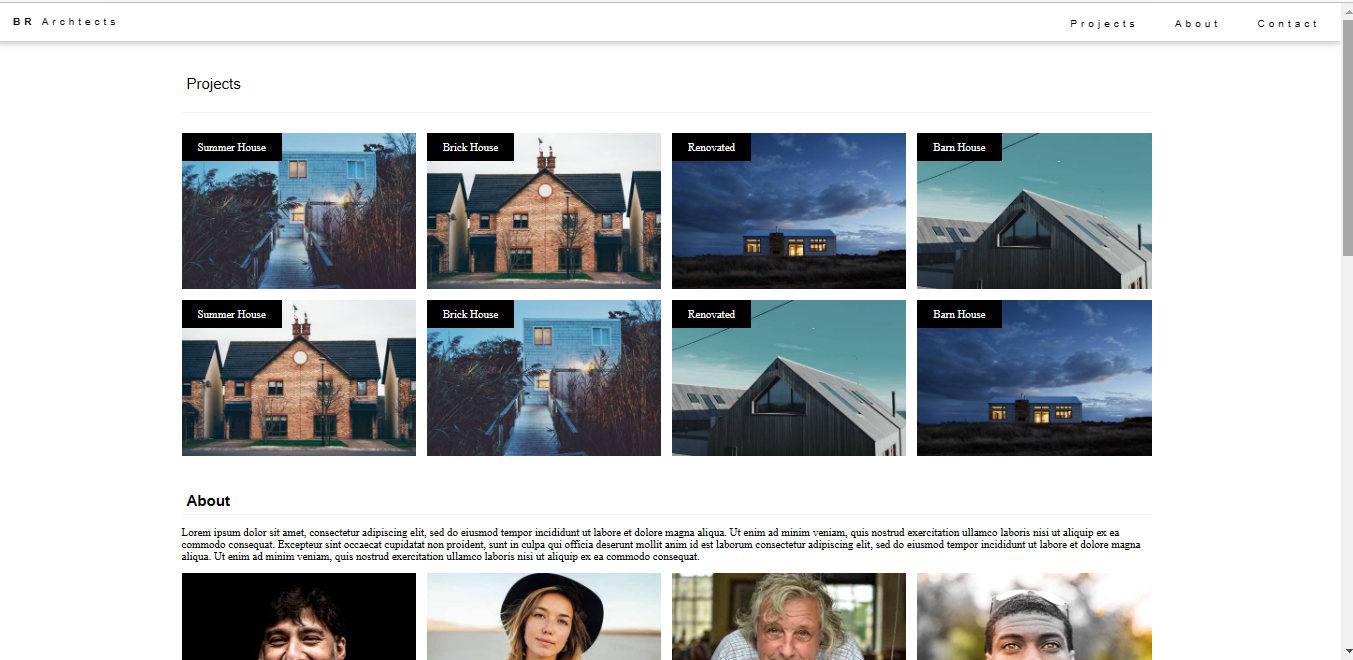 BR Architects
Projects About Contact
Projects
Summer House
Brick House
Renovated
Barn House
Summer House
Brick House
Renovated
Barn House
About
Lorem ipsum dolor sit amet, consectetur adipiscing elit, sed do eiusmod tempor incididunt ut labore et dolore magna aliqua. Ut enim ad minim veniam, quis nostrud exercitation ullamco laboris nisi ut aliquip ex ea
commodo consequat. Excepteur sint occaecat cupidatat non proident, sunt in culpa qui officia deserunt mollit anim id est laborum consectetur adipiscing elit, sed do eiusmod tempor incididunt ut labore et dolore magna
aliqua. Ut enim ad minim veniam, quis nostrud exercitation ullamco laboris nisi ut aliquip ex ea commodo consequat.